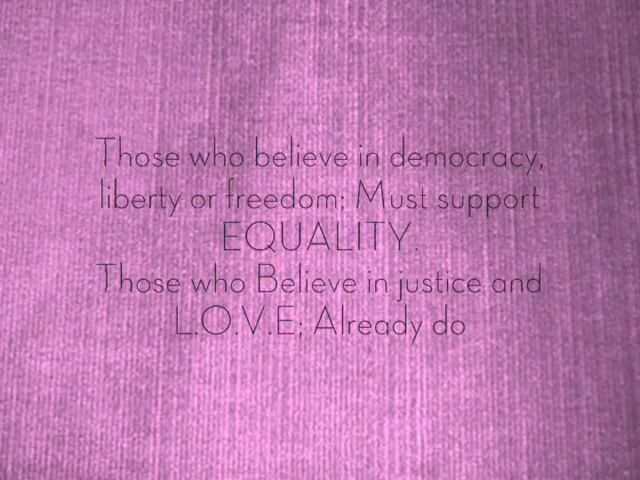 Those who believe in democracy,
liberty or freedom; Must support
EQUALITY.
Those who Believe in justice and
L.O.V.E; Already do